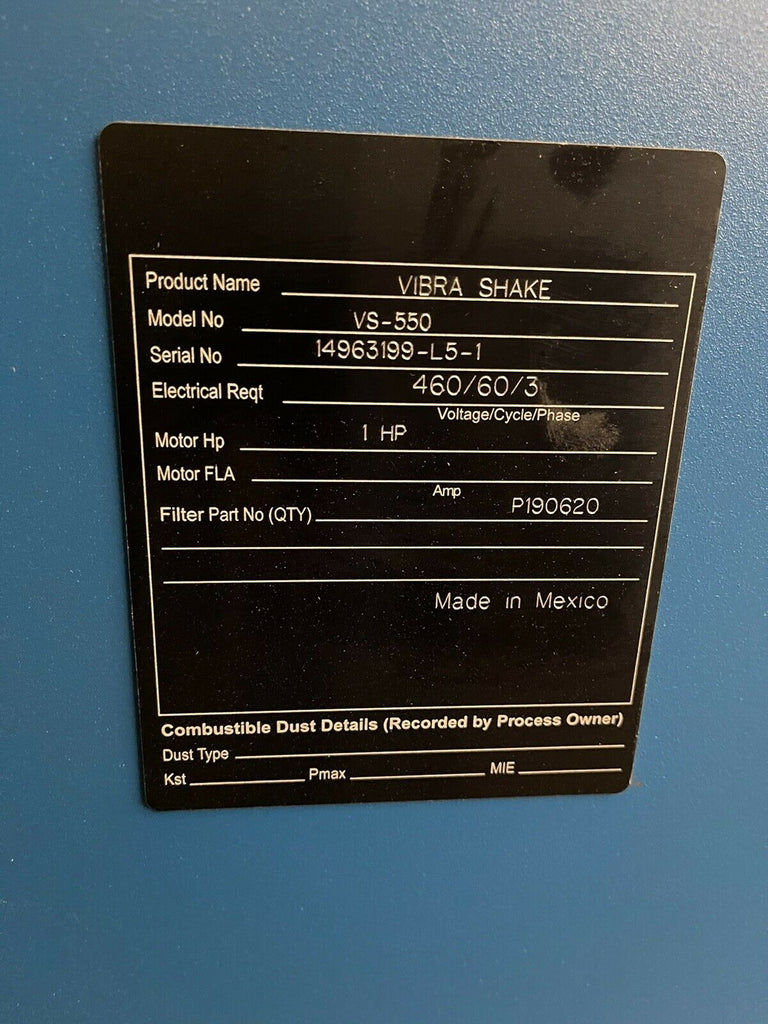 Product Name VIBRA SHAKE
Model No VS-550
Serial No 14963199-L5-1
Electrical Reqt 460/60/3
Voltage/Cycle/Phase
Motor Hp 1 HP
Motor FLA
Amp
Filter Part No (QTY) P190620
Made in Mexico
Combustible Dust Details (Recorded by Process Owner)
Dust Type
Kst Pmax MIE